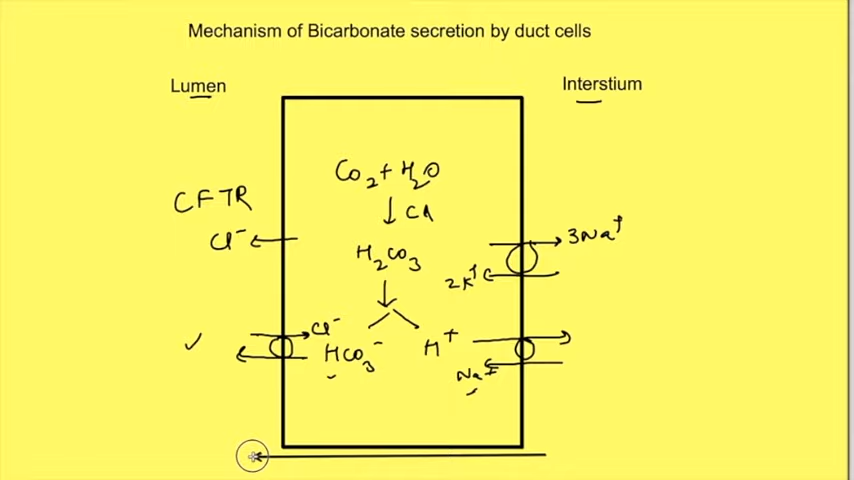 Mechanism of Bicarbonate secretion by duct cells
Lumen
Interstium
CO2 + H2O
CFTR
CA
Cl-
3Na+
H2CO3
2K+
Cl-
HCO3-
H+
Na+